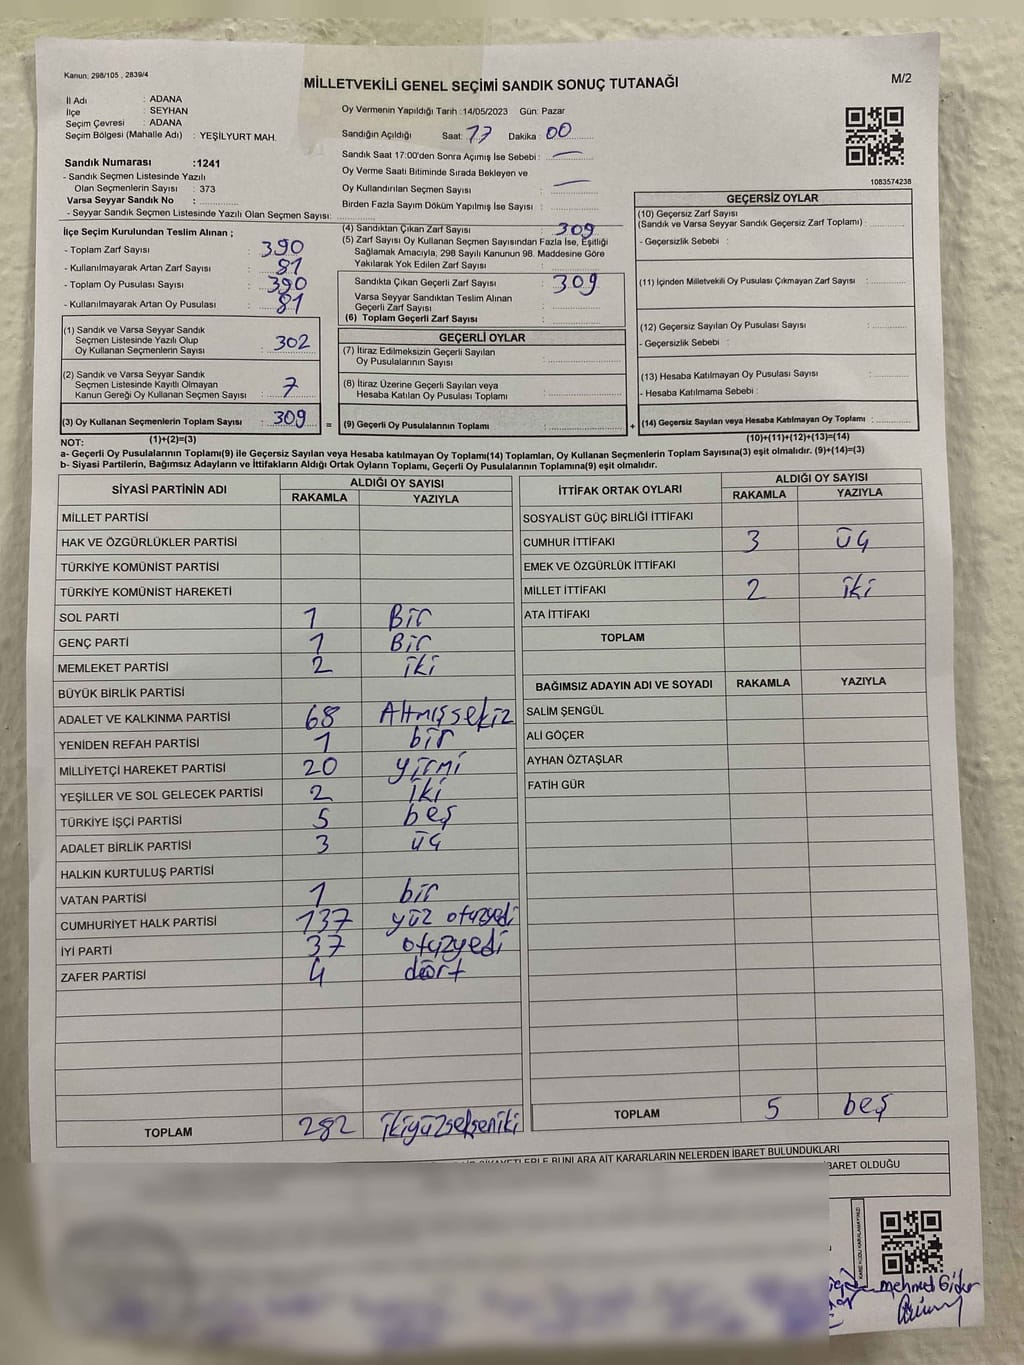 Kanun: 298/105 , 2839/4
MİLLETVEKİLİ GENEL SEÇİMİ SANDIK SONUÇ TUTANAĞI
M/2
İl Adı : ADANA
İlçe : SEYHAN
Seçim Çevresi : ADANA
Seçim Bölgesi (Mahalle Adı) : YEŞİLYURT MAH.
Oy Vermenin Yapıldığı Tarih :14/05/2023 Gün: Pazar
Sandığın Açıldığı Saat: 17 Dakika : 00
Sandık Saat 17:00'den Sonra Açımış İse Sebebi : —
Oy Verme Saati Bitiminde Sırada Bekleyen ve
Oy Kullandırılan Seçmen Sayısı : —
Birden Fazla Sayım Döküm Yapılmış İse Sayısı :
1083574238
Sandık Numarası :1241
- Sandık Seçmen Listesinde Yazılı
Olan Seçmenlerin Sayısı : 373
Varsa Seyyar Sandık No :
- Seyyar Sandık Seçmen Listesinde Yazılı Olan Seçmen Sayısı:
İlçe Seçim Kurulundan Teslim Alınan ;
- Toplam Zarf Sayısı : 390
- Kullanılmayarak Artan Zarf Sayısı : 81
- Toplam Oy Pusulası Sayısı : 390
- Kullanılmayarak Artan Oy Pusulası : 81
(1) Sandık ve Varsa Seyyar Sandık
Seçmen Listesinde Yazılı Olup
Oy Kullanan Seçmenlerin Sayısı : 302
(2) Sandık ve Varsa Seyyar Sandık
Seçmen Listesinde Kayıtlı Olmayan
Kanun Gereği Oy Kullanan Seçmen Sayısı : 7
(3) Oy Kullanan Seçmenlerin Toplam Sayısı : 309 =
(4) Sandıktan Çıkan Zarf Sayısı : 309
(5) Zarf Sayısı Oy Kullanan Seçmen Sayısından Fazla İse, Eşitliği
Sağlamak Amacıyla, 298 Sayılı Kanunun 98. Maddesine Göre
Yakılarak Yok Edilen Zarf Sayısı :
Sandıkta Çıkan Geçerli Zarf Sayısı : 309
Varsa Seyyar Sandıktan Teslim Alınan
Geçerli Zarf Sayısı :
(6) Toplam Geçerli Zarf Sayısı :
GEÇERLİ OYLAR
(7) İtiraz Edilmeksizin Geçerli Sayılan
Oy Pusulalarının Sayısı :
(8) İtiraz Üzerine Geçerli Sayılan veya
Hesaba Katılan Oy Pusulası Toplamı :
(9) Geçerli Oy Pusulalarının Toplamı : +
GEÇERSİZ OYLAR
(10) Geçersiz Zarf Sayısı
(Sandık ve Varsa Seyyar Sandık Geçersiz Zarf Toplamı) :
- Geçersizlik Sebebi :
(11) İçinden Milletvekili Oy Pusulası Çıkmayan Zarf Sayısı :
(12) Geçersiz Sayılan Oy Pusulası Sayısı :
- Geçersizlik Sebebi :
(13) Hesaba Katılmayan Oy Pusulası Sayısı :
- Hesaba Katılmama Sebebi :
(14) Geçersiz Sayılan veya Hesaba Katılmayan Oy Toplamı :
NOT: (1)+(2)=(3) (10)+(11)+(12)+(13)=(14)
a- Geçerli Oy Pusulalarının Toplamı(9) ile Geçersiz Sayılan veya Hesaba katılmayan Oy Toplamı(14) Toplamları, Oy Kullanan Seçmenlerin Toplam Sayısına(3) eşit olmalıdır. (9)+(14)=(3)
b- Siyasi Partilerin, Bağımsız Adayların ve İttifakların Aldığı Ortak Oyların Toplamı, Geçerli Oy Pusulalarının Toplamına(9) eşit olmalıdır.
SİYASİ PARTİNİN ADI ALDIĞI OY SAYISI
RAKAMLA YAZIYLA
MİLLET PARTİSİ
HAK VE ÖZGÜRLÜKLER PARTİSİ
TÜRKİYE KOMÜNİST PARTİSİ
TÜRKİYE KOMÜNİST HAREKETİ
SOL PARTİ 1 Bir
GENÇ PARTİ 1 Bir
MEMLEKET PARTİSİ 2 iki
BÜYÜK BİRLİK PARTİSİ
ADALET VE KALKINMA PARTİSİ 68 Altmışsekiz
YENİDEN REFAH PARTİSİ 1 bir
MİLLİYETÇİ HAREKET PARTİSİ 20 yirmi
YEŞİLLER VE SOL GELECEK PARTİSİ 2 iki
TÜRKİYE İŞÇİ PARTİSİ 5 beş
ADALET BİRLİK PARTİSİ 3 üç
HALKIN KURTULUŞ PARTİSİ
VATAN PARTİSİ 1 bir
CUMHURİYET HALK PARTİSİ 137 yüz otuzyedi
İYİ PARTİ 37 otuzyedi
ZAFER PARTİSİ 4 dört
TOPLAM 282 ikiyüzsekseniki
İTTİFAK ORTAK OYLARI ALDIĞI OY SAYISI
RAKAMLA YAZIYLA
SOSYALİST GÜÇ BİRLİĞİ İTTİFAKI
CUMHUR İTTİFAKI 3 üç
EMEK VE ÖZGÜRLÜK İTTİFAKI
MİLLET İTTİFAKI 2 iki
ATA İTTİFAKI
TOPLAM
BAĞIMSIZ ADAYIN ADI VE SOYADI RAKAMLA YAZIYLA
SALİM ŞENGÜL
ALİ GÖÇER
AYHAN ÖZTAŞLAR
FATİH GÜR
TOPLAM 5 beş
BUNLARA AİT KARARLARIN NELERDEN İBARET BULUNDUKLARI
İBARET OLDUĞU